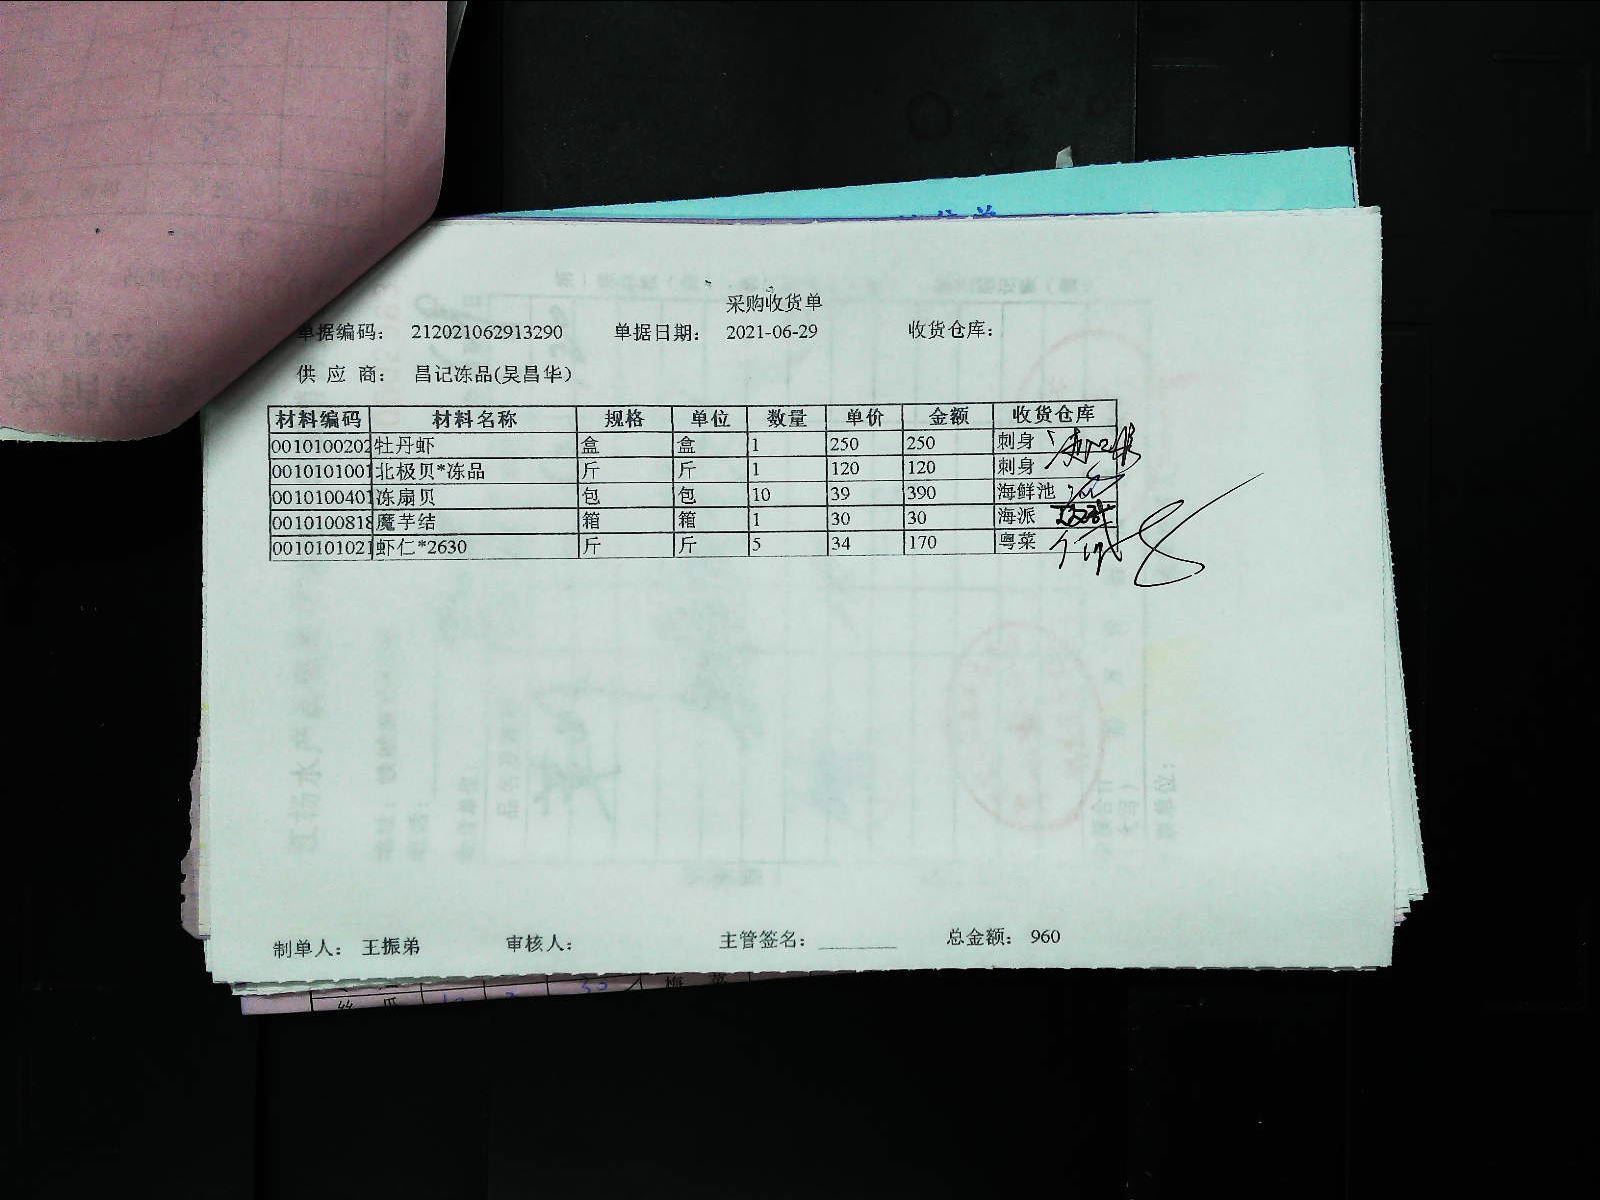 采购收货单
单据编码： 212021062913290 单据日期： 2021-06-29 收货仓库：
供 应 商： 昌记冻品(吴昌华)
材料编码 材料名称 规格 单位 数量 单价 金额 收货仓库
0010100202 牡丹虾 盒 盒 1 250 250 刺身
0010101001 北极贝*冻品 斤 斤 1 120 120 刺身
0010100401 冻扇贝 包 包 10 39 390 海鲜池
0010100818 魔芋结 箱 箱 1 30 30 海派
0010101021 虾仁*2630 斤 斤 5 34 170 粤菜
制单人： 王振弟 审核人： 主管签名：________ 总金额： 960